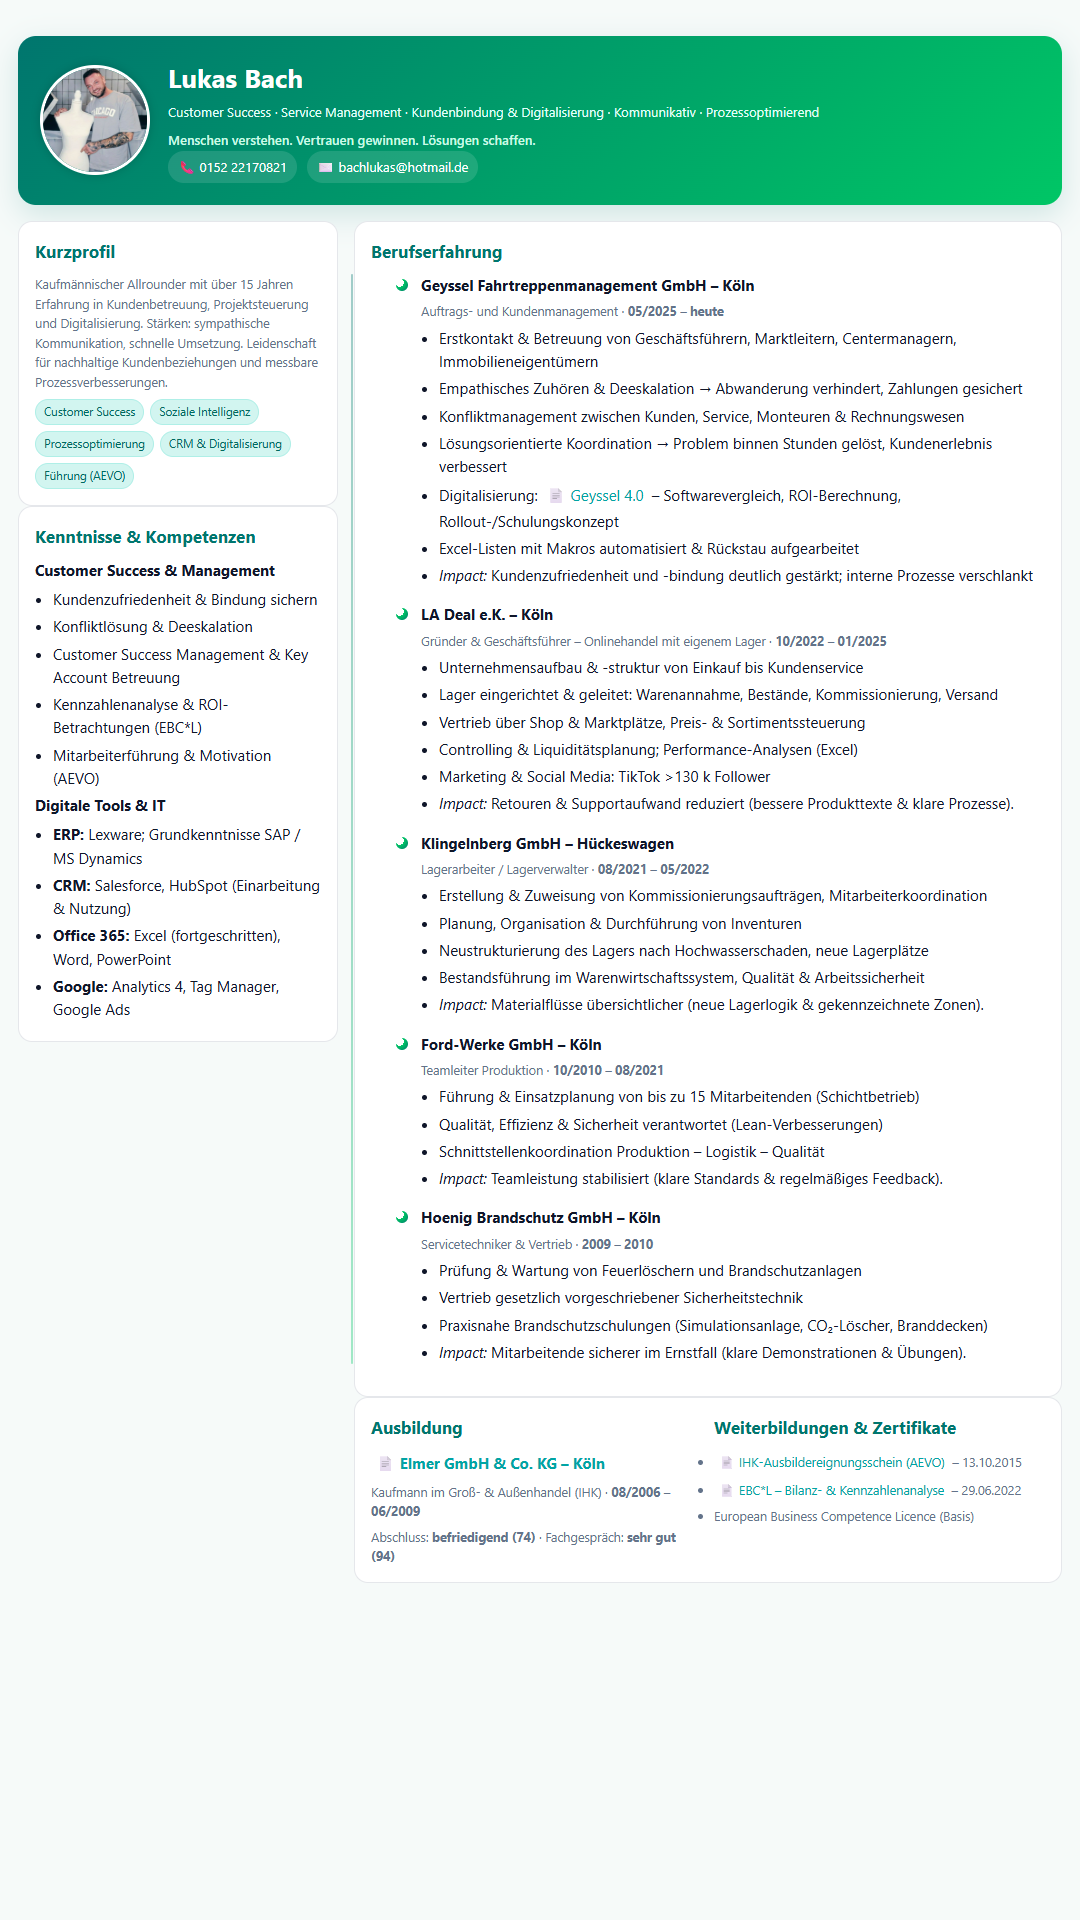 Lukas Bach
Customer Success · Service Management · Kundenbindung & Digitalisierung · Kommunikativ · Prozessoptimierend
Menschen verstehen. Vertrauen gewinnen. Lösungen schaffen.
0152 22170821
bachlukas@hotmail.de
Kurzprofil
Kaufmännischer Allrounder mit über 15 Jahren
Erfahrung in Kundenbetreuung, Projektsteuerung
und Digitalisierung. Stärken: sympathische
Kommunikation, schnelle Umsetzung. Leidenschaft
für nachhaltige Kundenbeziehungen und messbare
Prozessverbesserungen.
Customer Success
Soziale Intelligenz
Prozessoptimierung
CRM & Digitalisierung
Führung (AEVO)
Kenntnisse & Kompetenzen
Customer Success & Management
• Kundenzufriedenheit & Bindung sichern
• Konfliktlösung & Deeskalation
• Customer Success Management & Key
Account Betreuung
• Kennzahlenanalyse & ROI-
Betrachtungen (EBC*L)
• Mitarbeiterführung & Motivation
(AEVO)
Digitale Tools & IT
• ERP: Lexware; Grundkenntnisse SAP /
MS Dynamics
• CRM: Salesforce, HubSpot (Einarbeitung
& Nutzung)
• Office 365: Excel (fortgeschritten),
Word, PowerPoint
• Google: Analytics 4, Tag Manager,
Google Ads
Berufserfahrung
Geyssel Fahrtreppenmanagement GmbH – Köln
Auftrags- und Kundenmanagement · 05/2025 – heute
• Erstkontakt & Betreuung von Geschäftsführern, Marktleitern, Centermanagern,
Immobilieneigentümern
• Empathisches Zuhören & Deeskalation → Abwanderung verhindert, Zahlungen gesichert
• Konfliktmanagement zwischen Kunden, Service, Monteuren & Rechnungswesen
• Lösungsorientierte Koordination → Problem binnen Stunden gelöst, Kundenerlebnis
verbessert
• Digitalisierung: Geyssel 4.0 – Softwarevergleich, ROI-Berechnung,
Rollout-/Schulungskonzept
• Excel-Listen mit Makros automatisiert & Rückstau aufgearbeitet
• Impact: Kundenzufriedenheit und -bindung deutlich gestärkt; interne Prozesse verschlankt
LA Deal e.K. – Köln
Gründer & Geschäftsführer – Onlinehandel mit eigenem Lager · 10/2022 – 01/2025
• Unternehmensaufbau & -struktur von Einkauf bis Kundenservice
• Lager eingerichtet & geleitet: Warenannahme, Bestände, Kommissionierung, Versand
• Vertrieb über Shop & Marktplätze, Preis- & Sortimentssteuerung
• Controlling & Liquiditätsplanung; Performance-Analysen (Excel)
• Marketing & Social Media: TikTok >130 k Follower
• Impact: Retouren & Supportaufwand reduziert (bessere Produkttexte & klare Prozesse).
Klingelnberg GmbH – Hückeswagen
Lagerarbeiter / Lagerverwalter · 08/2021 – 05/2022
• Erstellung & Zuweisung von Kommissionierungsaufträgen, Mitarbeiterkoordination
• Planung, Organisation & Durchführung von Inventuren
• Neustrukturierung des Lagers nach Hochwasserschaden, neue Lagerplätze
• Bestandsführung im Warenwirtschaftssystem, Qualität & Arbeitssicherheit
• Impact: Materialflüsse übersichtlicher (neue Lagerlogik & gekennzeichnete Zonen).
Ford-Werke GmbH – Köln
Teamleiter Produktion · 10/2010 – 08/2021
• Führung & Einsatzplanung von bis zu 15 Mitarbeitenden (Schichtbetrieb)
• Qualität, Effizienz & Sicherheit verantwortet (Lean-Verbesserungen)
• Schnittstellenkoordination Produktion – Logistik – Qualität
• Impact: Teamleistung stabilisiert (klare Standards & regelmäßiges Feedback).
Hoenig Brandschutz GmbH – Köln
Servicetechniker & Vertrieb · 2009 – 2010
• Prüfung & Wartung von Feuerlöschern und Brandschutzanlagen
• Vertrieb gesetzlich vorgeschriebener Sicherheitstechnik
• Praxisnahe Brandschutzschulungen (Simulationsanlage, CO₂-Löscher, Branddecken)
• Impact: Mitarbeitende sicherer im Ernstfall (klare Demonstrationen & Übungen).
Ausbildung
Elmer GmbH & Co. KG – Köln
Kaufmann im Groß- & Außenhandel (IHK) · 08/2006 –
06/2009
Abschluss: befriedigend (74) · Fachgespräch: sehr gut
(94)
Weiterbildungen & Zertifikate
• IHK-Ausbildereignungsschein (AEVO) – 13.10.2015
• EBC*L – Bilanz- & Kennzahlenanalyse – 29.06.2022
• European Business Competence Licence (Basis)